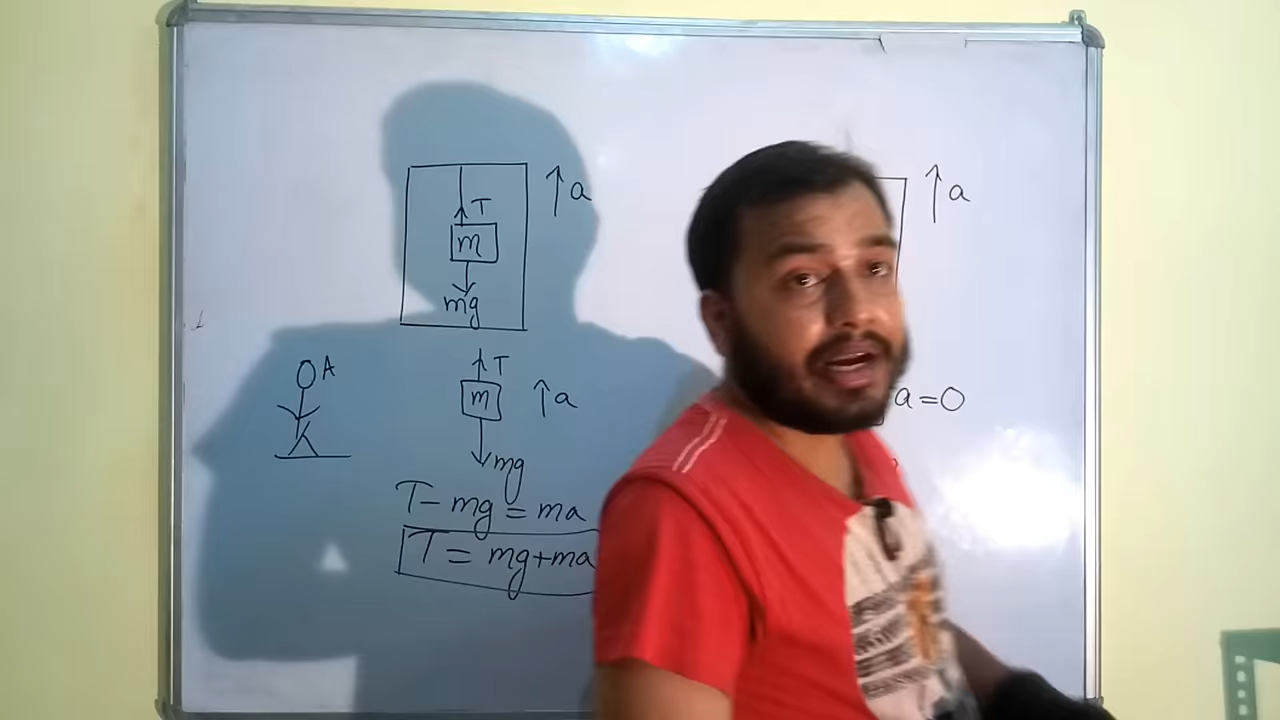 ↑a
T
m
mg
↑a
A
T
m
↑a
mg
T- mg = ma
T = mg+ma
a=0